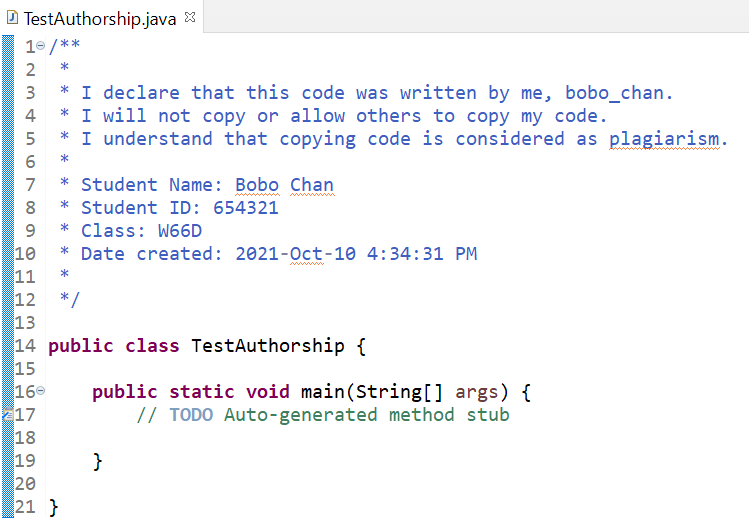 TestAuthorship.java
1 /**
2  *
3  * I declare that this code was written by me, bobo_chan.
4  * I will not copy or allow others to copy my code.
5  * I understand that copying code is considered as plagiarism.
6  *
7  * Student Name: Bobo Chan
8  * Student ID: 654321
9  * Class: W66D
10  * Date created: 2021-Oct-10 4:34:31 PM
11  *
12  */
13
14 public class TestAuthorship {
15
16     public static void main(String[] args) {
17         // TODO Auto-generated method stub
18
19     }
20
21 }